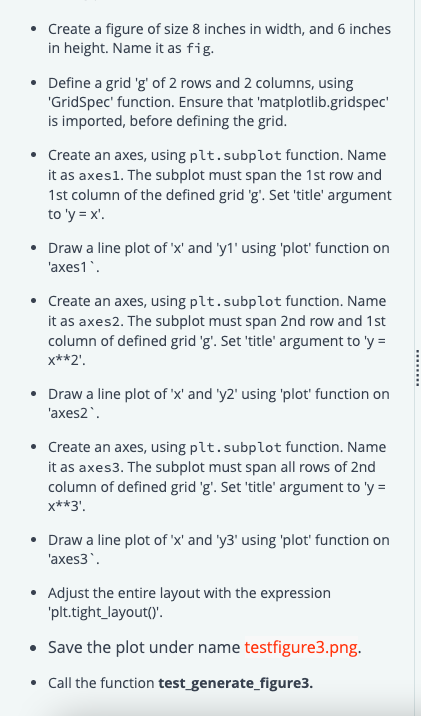 • Create a figure of size 8 inches in width, and 6 inches
in height. Name it as fig.
• Define a grid 'g' of 2 rows and 2 columns, using
'GridSpec' function. Ensure that 'matplotlib.gridspec'
is imported, before defining the grid.
• Create an axes, using plt.subplot function. Name
it as axes1. The subplot must span the 1st row and
1st column of the defined grid 'g'. Set 'title' argument
to 'y = x'.
• Draw a line plot of 'x' and 'y1' using 'plot' function on
'axes1`.
• Create an axes, using plt.subplot function. Name
it as axes2. The subplot must span 2nd row and 1st
column of defined grid 'g'. Set 'title' argument to 'y =
x**2'.
• Draw a line plot of 'x' and 'y2' using 'plot' function on
'axes2`.
• Create an axes, using plt.subplot function. Name
it as axes3. The subplot must span all rows of 2nd
column of defined grid 'g'. Set 'title' argument to 'y =
x**3'.
• Draw a line plot of 'x' and 'y3' using 'plot' function on
'axes3`.
• Adjust the entire layout with the expression
'plt.tight_layout()'.
• Save the plot under name testfigure3.png.
• Call the function test_generate_figure3.